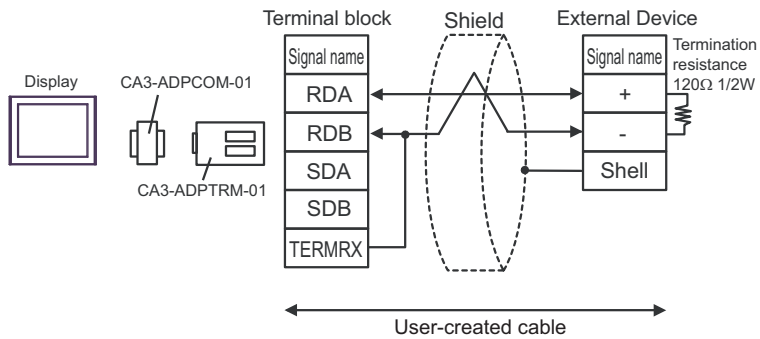 Terminal block
Shield
External Device
Display
CA3-ADPCOM-01
CA3-ADPTRM-01
Signal name
RDA
RDB
SDA
SDB
TERMRX
Signal name
+
-
Shell
Termination
resistance
120Ω 1/2W
User-created cable